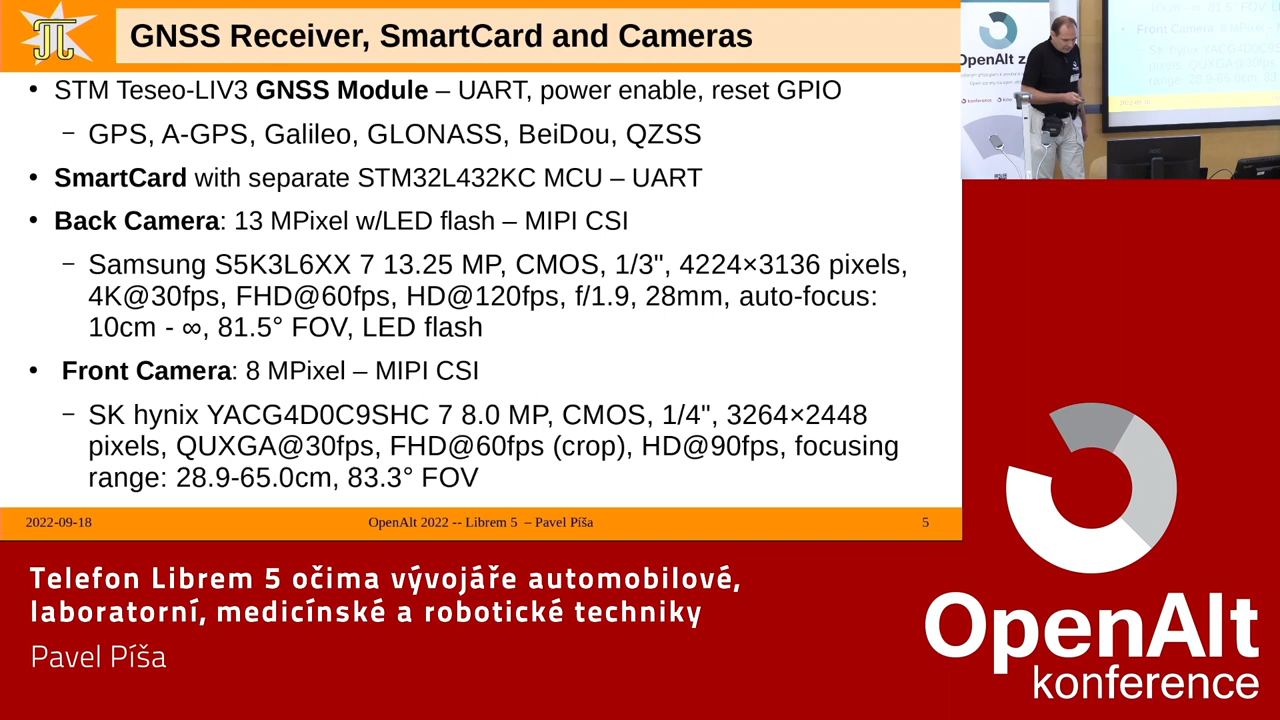 GNSS Receiver, SmartCard and Cameras
• STM Teseo-LIV3 GNSS Module – UART, power enable, reset GPIO
– GPS, A-GPS, Galileo, GLONASS, BeiDou, QZSS
• SmartCard with separate STM32L432KC MCU – UART
• Back Camera: 13 MPixel w/LED flash – MIPI CSI
– Samsung S5K3L6XX 7 13.25 MP, CMOS, 1/3", 4224×3136 pixels,
4K@30fps, FHD@60fps, HD@120fps, f/1.9, 28mm, auto-focus:
10cm - ∞, 81.5° FOV, LED flash
• Front Camera: 8 MPixel – MIPI CSI
– SK hynix YACG4D0C9SHC 7 8.0 MP, CMOS, 1/4", 3264×2448
pixels, QUXGA@30fps, FHD@60fps (crop), HD@90fps, focusing
range: 28.9-65.0cm, 83.3° FOV
2022-09-18 OpenAlt 2022 -- Librem 5 – Pavel Píša 5
OpenAlt
Telefon Librem 5 očima vývojáře automobilové,
laboratorní, medicínské a robotické techniky
Pavel Píša
OpenAlt
konference